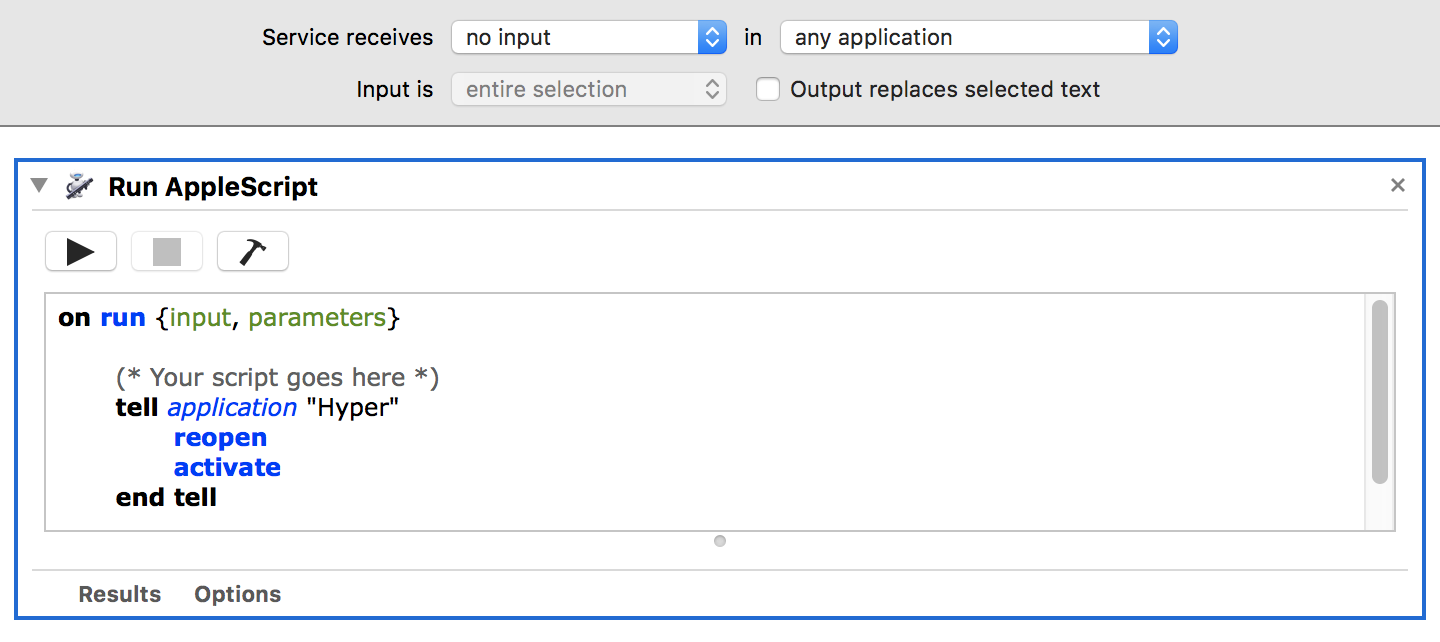 Service receives no input in any application
Input is entire selection Output replaces selected text
Run AppleScript
on run {input, parameters}
(* Your script goes here *)
tell application "Hyper"
reopen
activate
end tell
Results Options